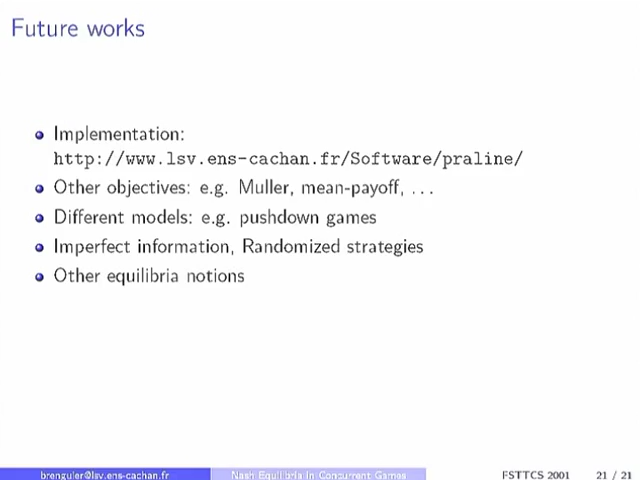 Future works
Implementation:
http://www.lsv.ens-cachan.fr/Software/praline/
Other objectives: e.g. Muller, mean-payoff, ...
Different models: e.g. pushdown games
Imperfect information, Randomized strategies
Other equilibria notions
brenguier@lsv.ens-cachan.fr Nash Equilibria in Concurrent Games FSTTCS 2001 21 / 21